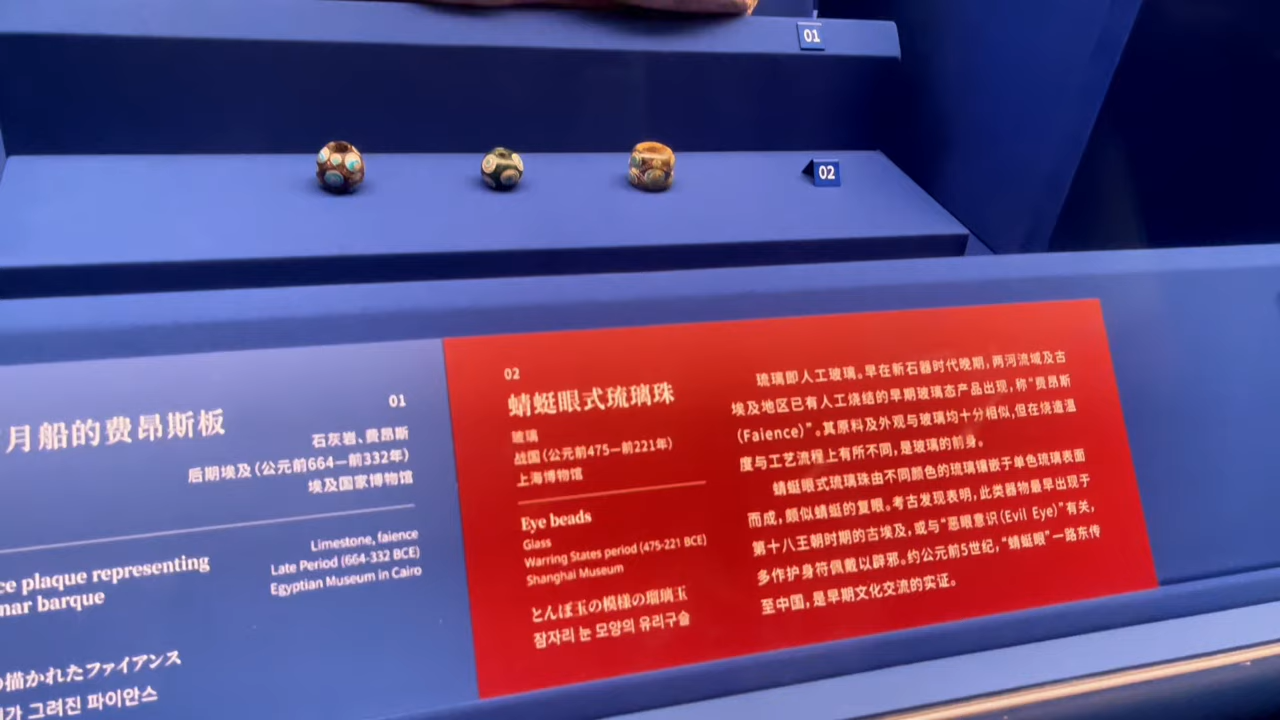 01
02
月船的费昂斯板
01
石灰岩、费昂斯
后期埃及（公元前664—前332年）
埃及国家博物馆
ce plaque representing
nar barque
Limestone, faience
Late Period (664-332 BCE)
Egyptian Museum in Cairo
描かれたファイアンス
가 그려진 파이안스
02
蜻蜓眼式琉璃珠
玻璃
战国（公元前475—前221年）
上海博物馆
Eye beads
Glass
Warring States period (475-221 BCE)
Shanghai Museum
とんぼ玉の模様の瑠璃玉
잠자리 눈 모양의 유리구슬
琉璃即人工玻璃。早在新石器时代晚期，两河流域及古
埃及地区已有人工烧结的早期玻璃态产品出现，称“费昂斯
（Faience）”。其原料及外观与玻璃均十分相似，但在烧造温
度与工艺流程上有所不同，是玻璃的前身。
蜻蜓眼式琉璃珠由不同颜色的琉璃镶嵌于单色琉璃表面
而成，颇似蜻蜓的复眼。考古发现表明，此类器物最早出现于
第十八王朝时期的古埃及，或与“恶眼意识（Evil Eye）”有关，
多作护身符佩戴以辟邪。约公元前5世纪，“蜻蜓眼”一路东传
至中国，是早期文化交流的实证。